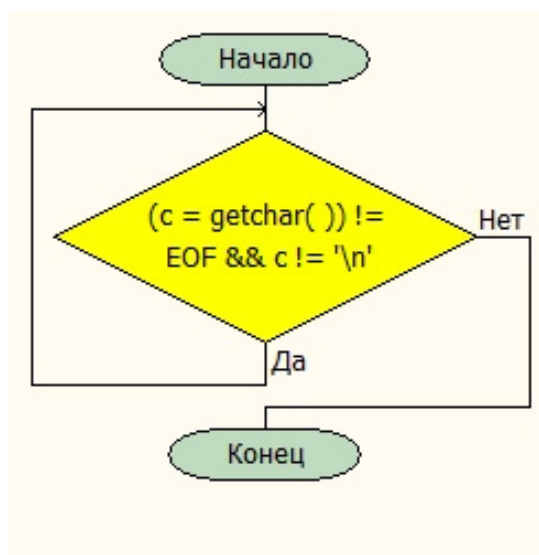 Начало
(c = getchar( )) !=
EOF && c != '\n'
Нет
Да
Конец